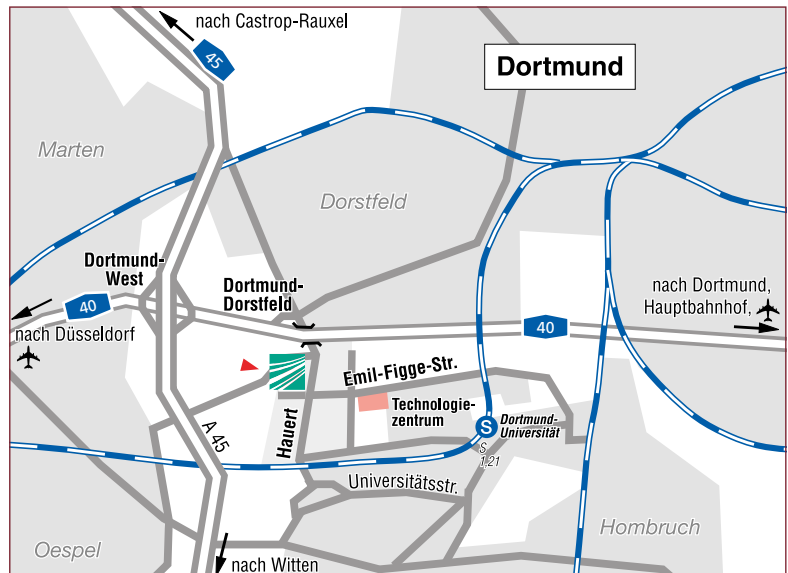 nach Castrop-Rauxel
45
Dortmund
Marten
Dorstfeld
Dortmund-
West
Dortmund-
Dorstfeld
nach Dortmund,
Hauptbahnhof,
40
nach Düsseldorf
40
Emil-Figge-Str.
Technologie-
zentrum
Hauert
A 45
S
Dortmund-
Universität
S
1,21
Universitätsstr.
Hombruch
Oespel
nach Witten